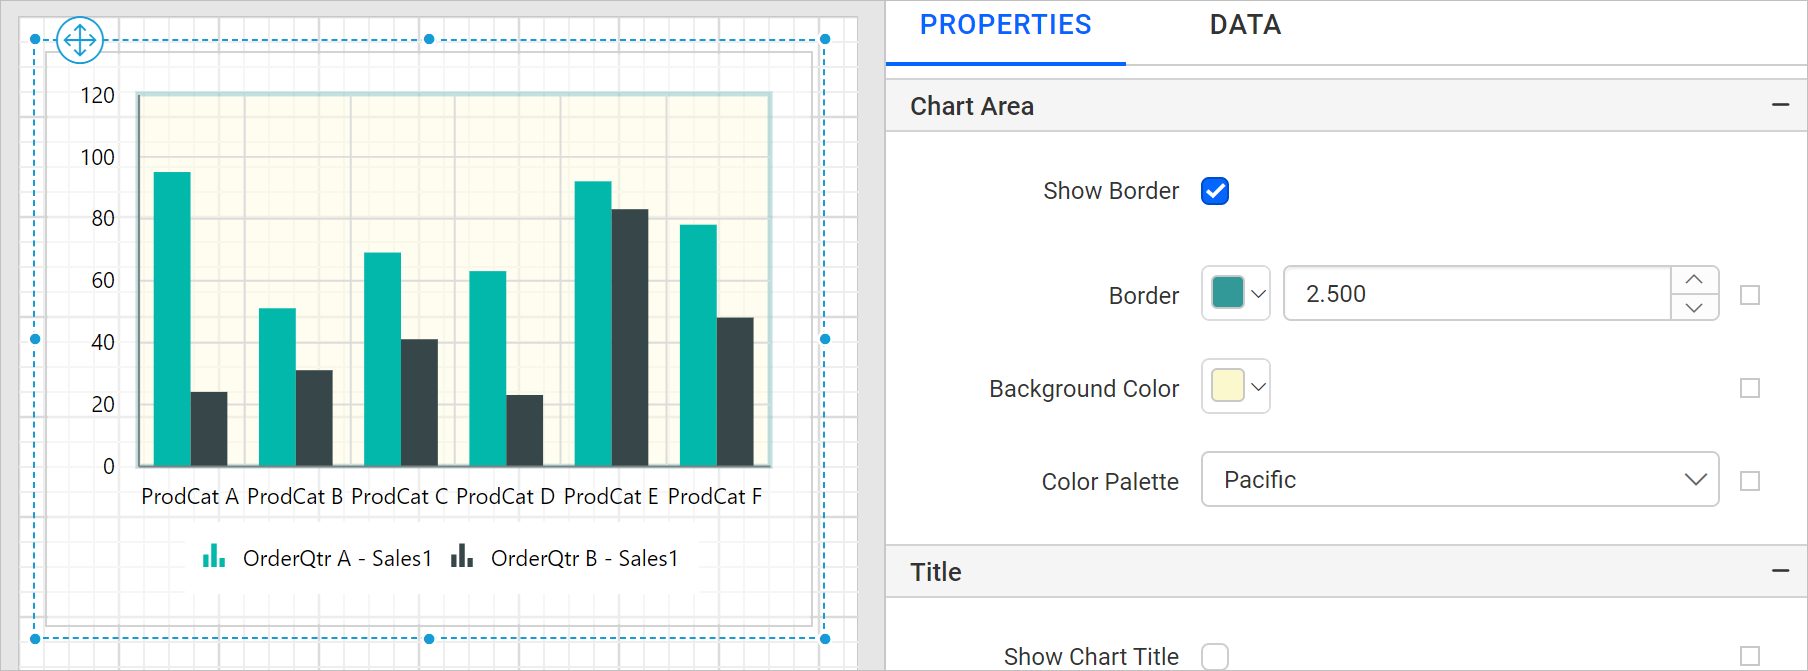 PROPERTIES DATA
Chart Area
Show Border
Border 2.500
Background Color
Color Palette Pacific
Title
Show Chart Title
120
100
80
60
40
20
0
ProdCat A ProdCat B ProdCat C ProdCat D ProdCat E ProdCat F
OrderQtr A - Sales1 OrderQtr B - Sales1